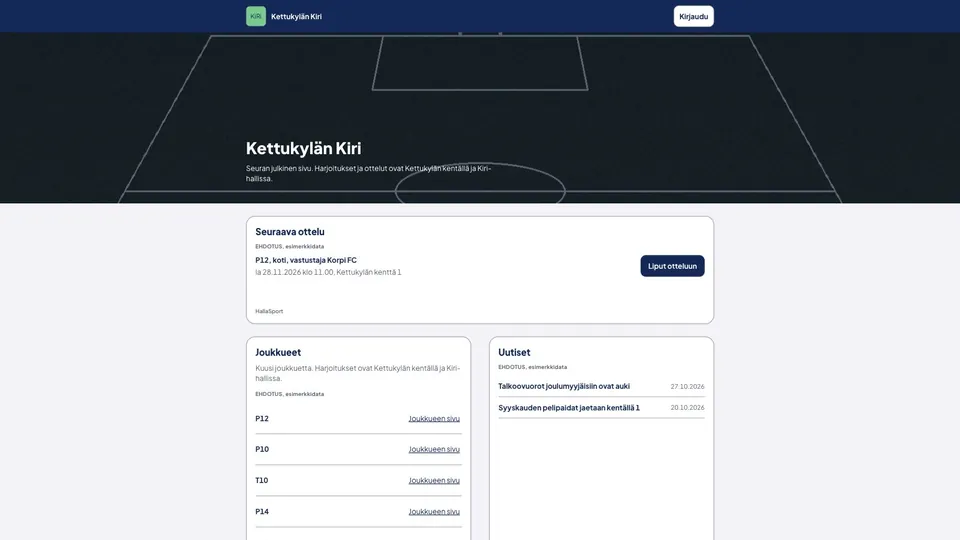 KiRi
Kettukylän Kiri
Kirjaudu
Kettukylän Kiri
Seuran julkinen sivu. Harjoitukset ja ottelut ovat Kettukylän kentällä ja Kiri-
hallissa.
Seuraava ottelu
EHDOTUS, esimerkkidata
P12, koti, vastustaja Korpi FC
la 28.11.2026 klo 11.00, Kettukylän kenttä 1
Liput otteluun
HallaSport
Joukkueet
Kuusi joukkuetta. Harjoitukset ovat Kettukylän kentällä ja Kiri-
hallissa.
EHDOTUS, esimerkkidata
P12 Joukkueen sivu
P10 Joukkueen sivu
T10 Joukkueen sivu
P14 Joukkueen sivu
Uutiset
EHDOTUS, esimerkkidata
Talkoovuorot joulumyyjäisiin ovat auki 27.10.2026
Syyskauden pelipaidat jaetaan kentällä 1 20.10.2026